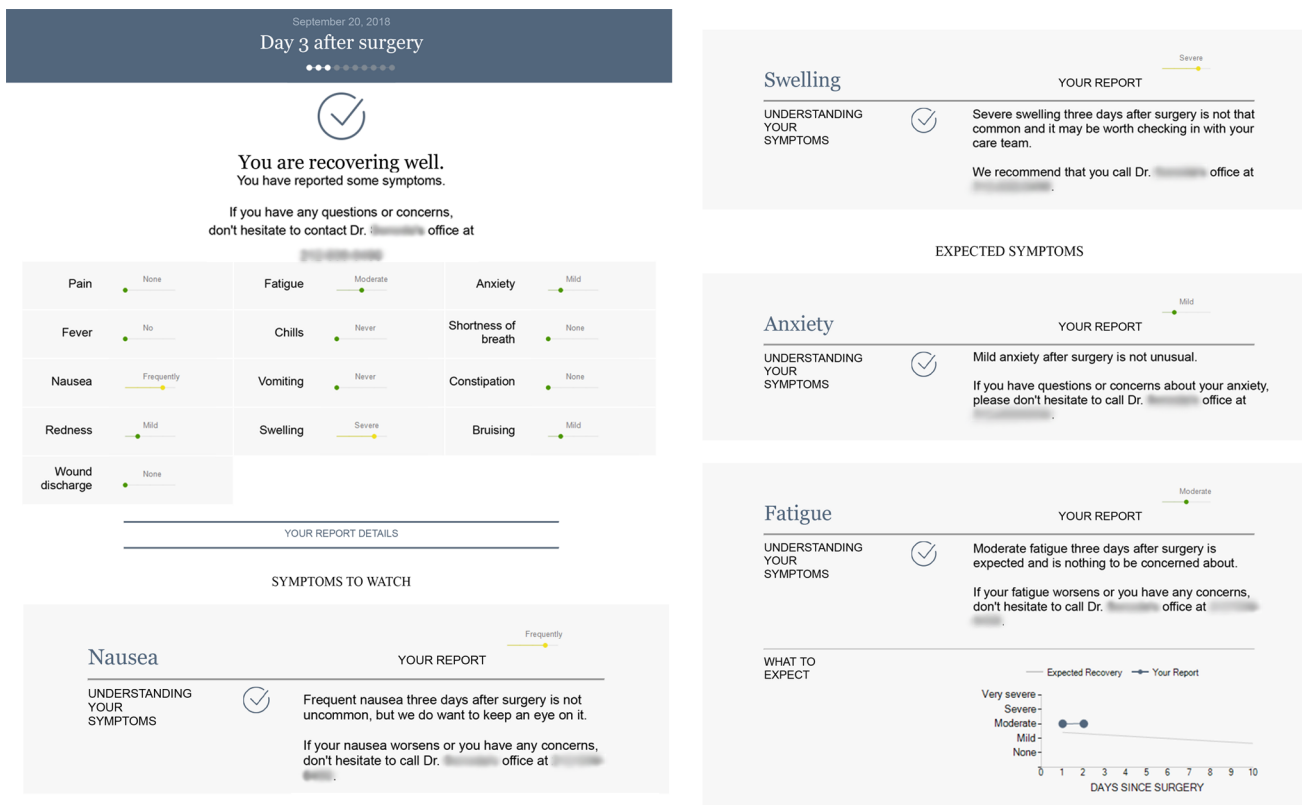 September 20, 2018
Day 3 after surgery
You are recovering well.
You have reported some symptoms.
If you have any questions or concerns,
don't hesitate to contact Dr. office at
Pain
None
Fatigue
Moderate
Anxiety
Mild
Fever
No
Chills
Never
Shortness of
breath
None
Nausea
Frequently
Vomiting
Never
Constipation
None
Redness
Mild
Swelling
Severe
Bruising
Mild
Wound
discharge
None
YOUR REPORT DETAILS
SYMPTOMS TO WATCH
Nausea
YOUR REPORT
Frequently
UNDERSTANDING
YOUR
SYMPTOMS
Frequent nausea three days after surgery is not
uncommon, but we do want to keep an eye on it.
If your nausea worsens or you have any concerns,
don't hesitate to call Dr. office at
.
Swelling
YOUR REPORT
Severe
UNDERSTANDING
YOUR
SYMPTOMS
Severe swelling three days after surgery is not that
common and it may be worth checking in with your
care team.
We recommend that you call Dr. office at
.
EXPECTED SYMPTOMS
Anxiety
YOUR REPORT
Mild
UNDERSTANDING
YOUR
SYMPTOMS
Mild anxiety after surgery is not unusual.
If you have questions or concerns about your anxiety,
please don't hesitate to call Dr. office at
.
Fatigue
YOUR REPORT
Moderate
UNDERSTANDING
YOUR
SYMPTOMS
Moderate fatigue three days after surgery is
expected and is nothing to be concerned about.
If your fatigue worsens or you have any concerns,
don't hesitate to call Dr. office at
.
WHAT TO
EXPECT
Expected Recovery
Your Report
Very severe
Severe
Moderate
Mild
None
0 1 2 3 4 5 6 7 8 9 10
DAYS SINCE SURGERY